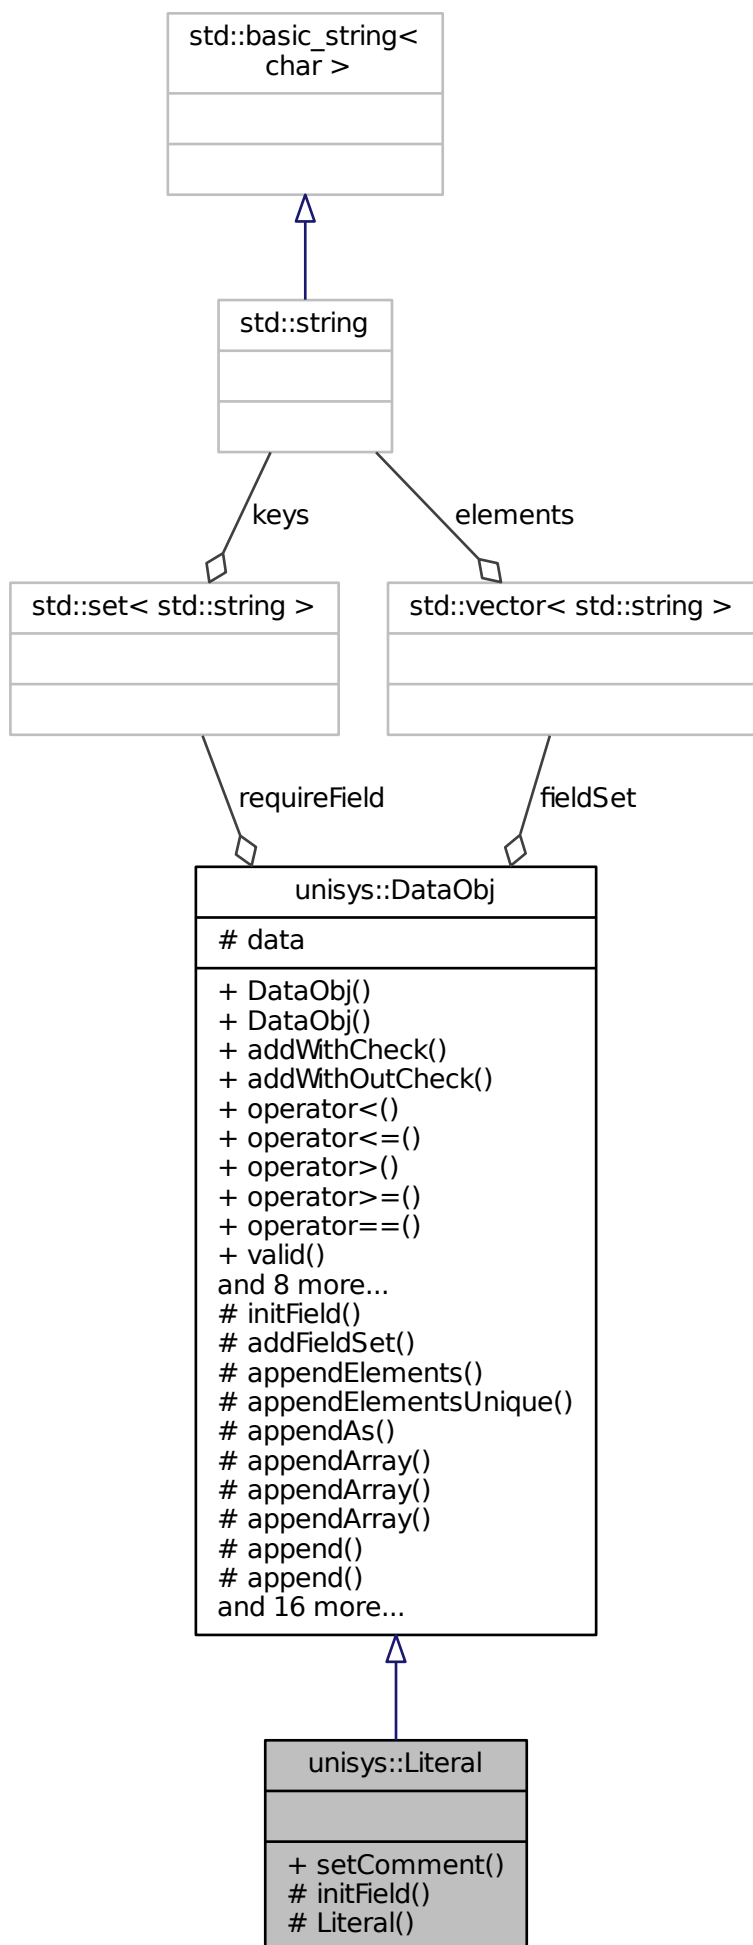 std::basic_string<
char >
std::string
keys
elements
std::set< std::string >
std::vector< std::string >
requireField
fieldSet
unisys::DataObj
# data
+ DataObj()
+ DataObj()
+ addWithCheck()
+ addWithOutCheck()
+ operator<()
+ operator<=()
+ operator>()
+ operator>=()
+ operator==()
+ valid()
and 8 more...
# initField()
# addFieldSet()
# appendElements()
# appendElementsUnique()
# appendAs()
# appendArray()
# appendArray()
# appendArray()
# append()
# append()
and 16 more...
unisys::Literal
+ setComment()
# initField()
# Literal()